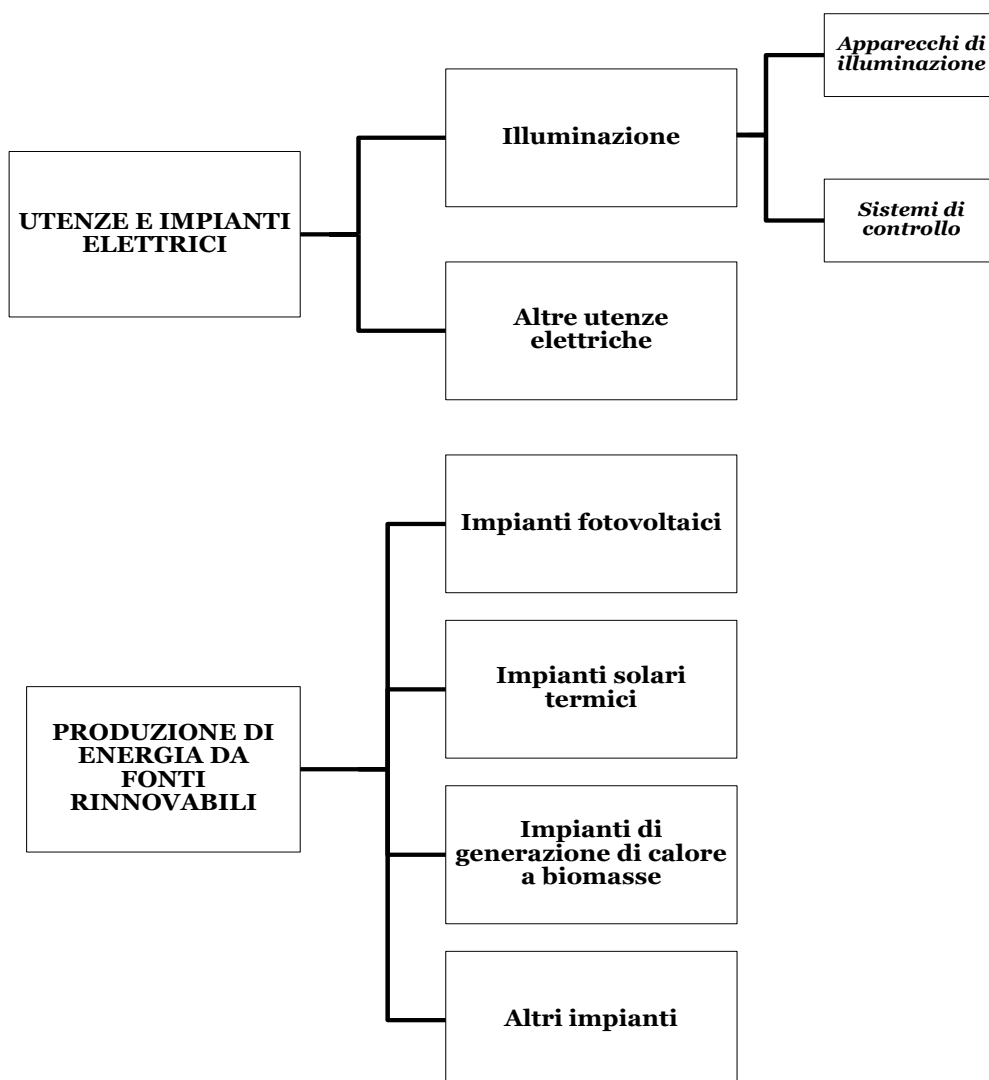 UTENZE E IMPIANTI
ELETTRICI
Illuminazione
Apparecchi di
illuminazione
Sistemi di
controllo
Altre utenze
elettriche
PRODUZIONE DI
ENERGIA DA
FONTI
RINNOVABILI
Impianti fotovoltaici
Impianti solari
termici
Impianti di
generazione di calore
a biomasse
Altri impianti